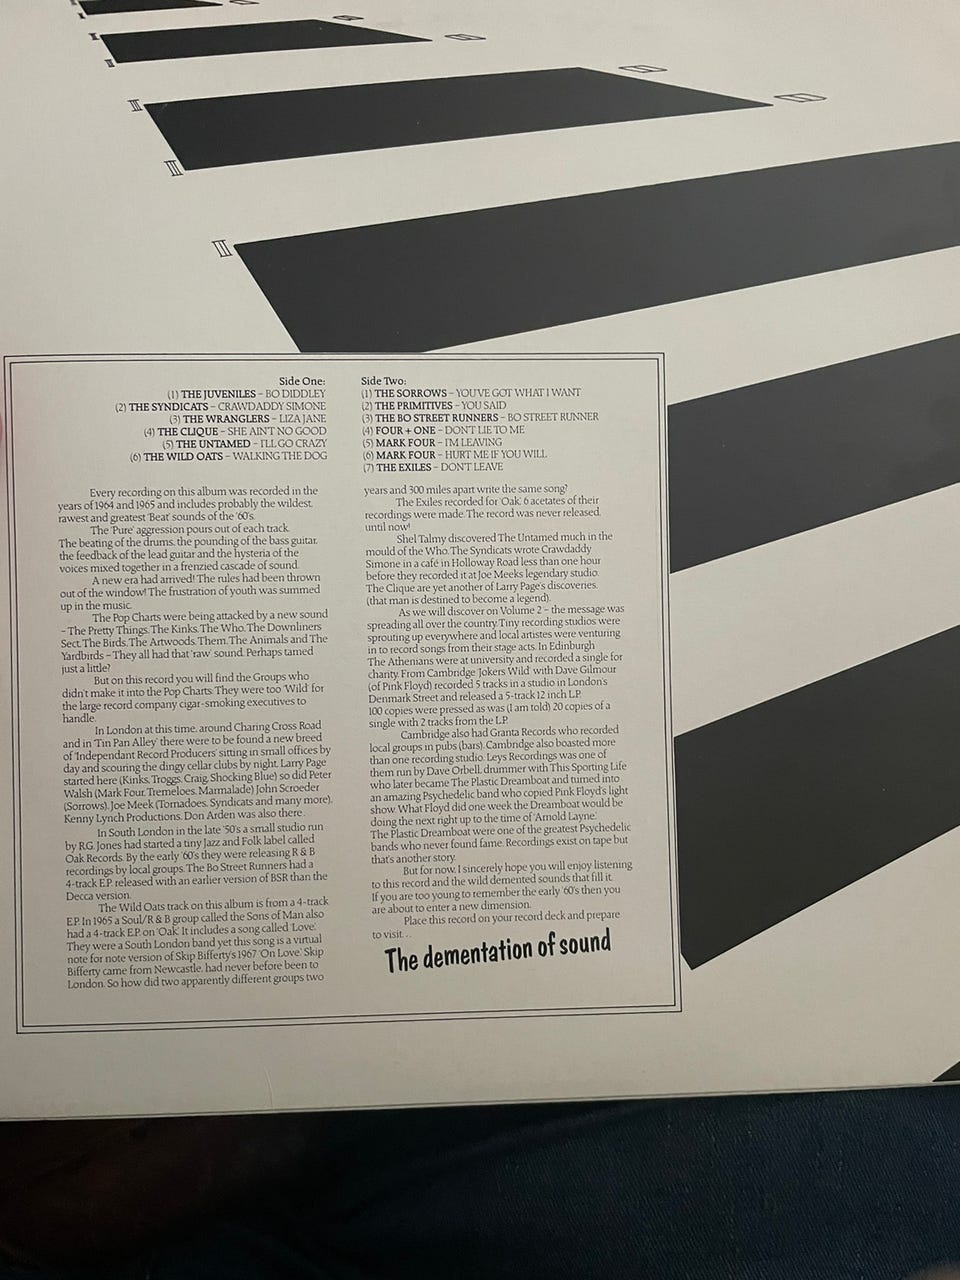 Side One:
(1) THE JUVENILES – BO DIDDLEY
(2) THE SYNDICATS – CRAWDADDY SIMONE
(3) THE WRANGLERS – LIZA JANE
(4) THE CLIQUE – SHE AINT NO GOOD
(5) THE UNTAMED – I'LL GO CRAZY
(6) THE WILD OATS – WALKING THE DOG
Every recording on this album was recorded in the
years of 1964 and 1965 and includes probably the wildest,
rawest and greatest 'Beat' sounds of the '60's.
The 'Pure' aggression pours out of each track.
The beating of the drums, the pounding of the bass guitar,
the feedback of the lead guitar and the hysteria of the
voices mixed together in a frenzied cascade of sound.
A new era had arrived! The rules had been thrown
out of the window! The frustration of youth was summed
up in the music.
The Pop Charts were being attacked by a new sound
– The Pretty Things, The Kinks, The Who, The Downliners
Sect, The Birds, The Artwoods, Them, The Animals and The
Yardbirds – They all had that 'raw' sound. Perhaps tamed
just a little?
But on this record you will find the Groups who
didn't make it into the Pop Charts. They were too 'Wild' for
the large record company cigar-smoking executives to
handle.
In London at this time, around Charing Cross Road
and in 'Tin Pan Alley' there were to be found a new breed
of 'Independant Record Producers' sitting in small offices by
day and scouring the dingy cellar clubs by night. Larry Page
started here (Kinks, Troggs, Craig, Shocking Blue) so did Peter
Walsh (Mark Four, Tremeloes, Marmalade) John Scroeder
(Sorrows), Joe Meek (Tornadoes, Syndicats and many more),
Kenny Lynch Productions, Don Arden was also there.
In South London in the late '50's a small studio run
by R.G. Jones had started a tiny Jazz and Folk label called
Oak Records. By the early '60's they were releasing R & B
recordings by local groups. The Bo Street Runners had a
4-track E.P. released with an earlier version of BSR than the
Decca version.
The Wild Oats track on this album is from a 4-track
E.P. In 1965 a Soul/R & B group called the Sons of Man also
had a 4-track E.P. on 'Oak'. It includes a song called 'Love'.
They were a South London band yet this song is a virtual
note for note version of Skip Bifferty's 1967 'On Love'. Skip
Bifferty came from Newcastle, had never before been to
London. So how did two apparently different groups two
Side Two:
(1) THE SORROWS – YOU'VE GOT WHAT I WANT
(2) THE PRIMITIVES – YOU SAID
(3) THE BO STREET RUNNERS – BO STREET RUNNER
(4) FOUR + ONE – DON'T LIE TO ME
(5) MARK FOUR – I'M LEAVING
(6) MARK FOUR – HURT ME IF YOU WILL
(7) THE EXILES – DON'T LEAVE
years and 300 miles apart write the same song?
The Exiles recorded for 'Oak'. 6 acetates of their
recordings were made. The record was never released,
until now!
Shel Talmy discovered The Untamed much in the
mould of the Who. The Syndicats wrote Crawdaddy
Simone in a café in Holloway Road less than one hour
before they recorded it at Joe Meeks legendary studio.
The Clique are yet another of Larry Page's discoveries,
(that man is destined to become a legend).
As we will discover on Volume 2 – the message was
spreading all over the country. Tiny recording studios were
sprouting up everywhere and local artistes were venturing
in to record songs from their stage acts. In Edinburgh
The Athenians were at university and recorded a single for
charity. From Cambridge 'Jokers Wild' with Dave Gilmour
(of Pink Floyd) recorded 5 tracks in a studio in London's
Denmark Street and released a 5-track 12 inch L.P.
100 copies were pressed as was (I am told) 20 copies of a
single with 2 tracks from the L.P.
Cambridge also had Granta Records who recorded
local groups in pubs (bars). Cambridge also boasted more
than one recording studio. Leys Recordings was one of
them run by Dave Orbell, drummer with This Sporting Life
who later became The Plastic Dreamboat and turned into
an amazing Psychedelic band who copied Pink Floyd's light
show. What Floyd did one week the Dreamboat would be
doing the next right up to the time of 'Arnold Layne'.
The Plastic Dreamboat were one of the greatest Psychedelic
bands who never found fame. Recordings exist on tape but
that's another story.
But for now, I sincerely hope you will enjoy listening
to this record and the wild demented sounds that fill it.
If you are too young to remember the early '60's then you
are about to enter a new dimension.
Place this record on your record deck and prepare
to visit...
The dementation of sound